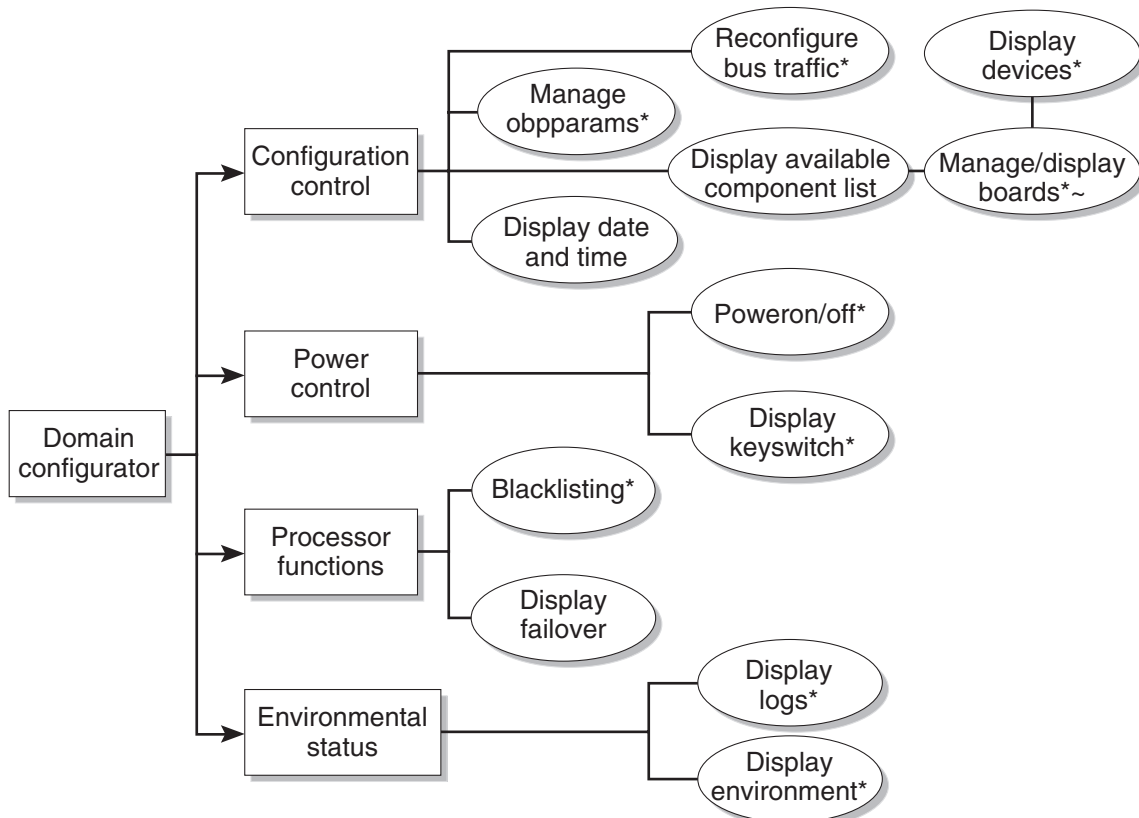 Reconfigure
bus traffic*
Display
devices*
Manage
obpparams*
Configuration
control
Display available
component list
Manage/display
boards*~
Display date
and time
Poweron/off*
Power
control
Display
keyswitch*
Domain
configurator
Blacklisting*
Processor
functions
Display
failover
Display
logs*
Environmental
status
Display
environment*